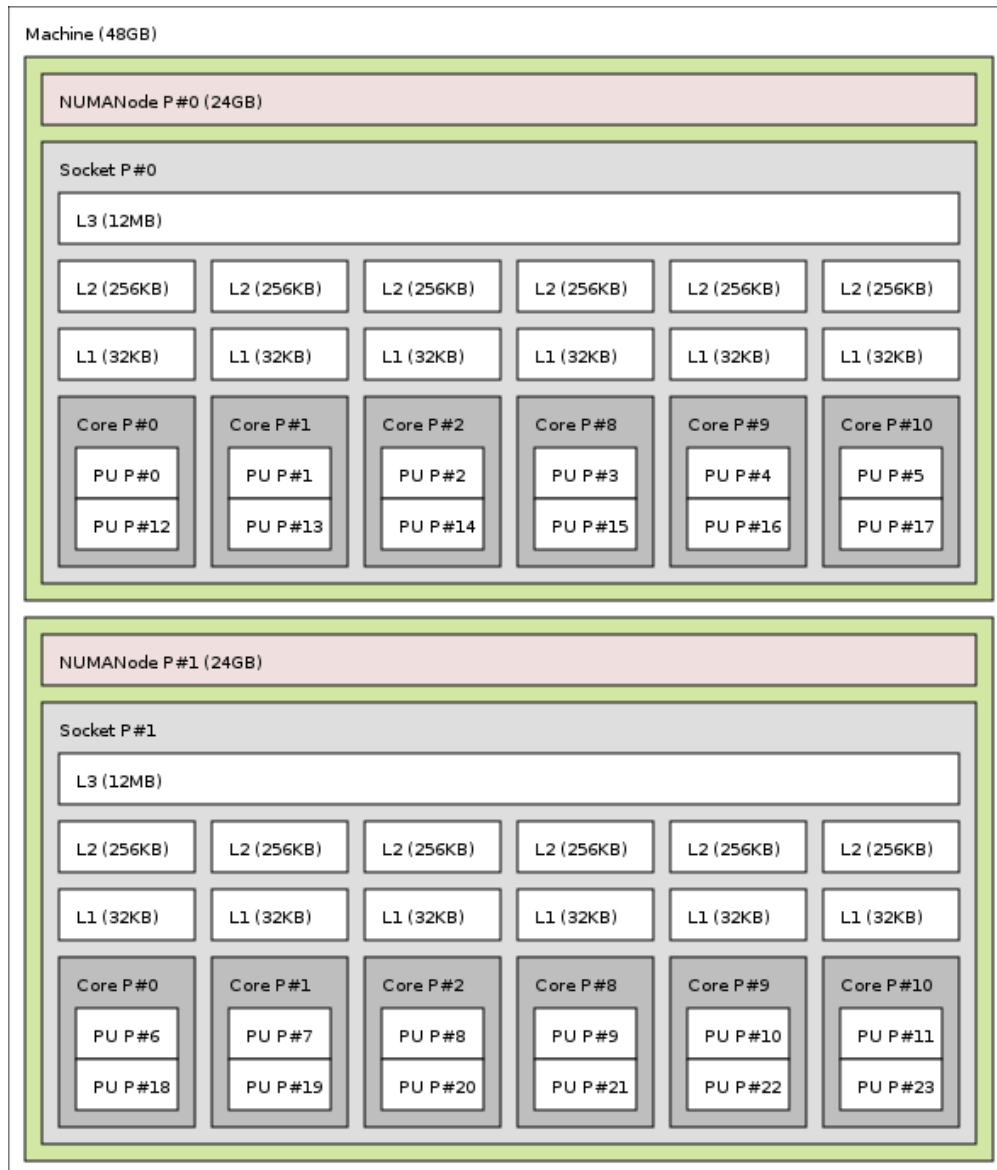 Machine (48GB)
NUMANode P#0 (24GB)
Socket P#0
L3 (12MB)
L2 (256KB) L2 (256KB) L2 (256KB) L2 (256KB) L2 (256KB) L2 (256KB)
L1 (32KB) L1 (32KB) L1 (32KB) L1 (32KB) L1 (32KB) L1 (32KB)
Core P#0 Core P#1 Core P#2 Core P#8 Core P#9 Core P#10
PU P#0 PU P#1 PU P#2 PU P#3 PU P#4 PU P#5
PU P#12 PU P#13 PU P#14 PU P#15 PU P#16 PU P#17
NUMANode P#1 (24GB)
Socket P#1
L3 (12MB)
L2 (256KB) L2 (256KB) L2 (256KB) L2 (256KB) L2 (256KB) L2 (256KB)
L1 (32KB) L1 (32KB) L1 (32KB) L1 (32KB) L1 (32KB) L1 (32KB)
Core P#0 Core P#1 Core P#2 Core P#8 Core P#9 Core P#10
PU P#6 PU P#7 PU P#8 PU P#9 PU P#10 PU P#11
PU P#18 PU P#19 PU P#20 PU P#21 PU P#22 PU P#23